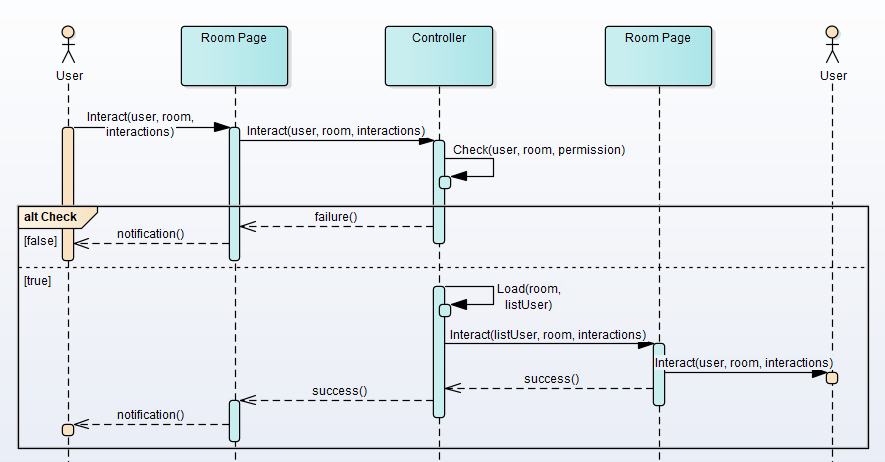 Room Page
Controller
Room Page
User
User
Interact(user, room,
interactions)
Interact(user, room, interactions)
Check(user, room, permission)
alt Check
failure()
[false]
notification()
[true]
Load(room,
listUser)
Interact(listUser, room, interactions)
Interact(user, room, interactions)
success()
success()
notification()